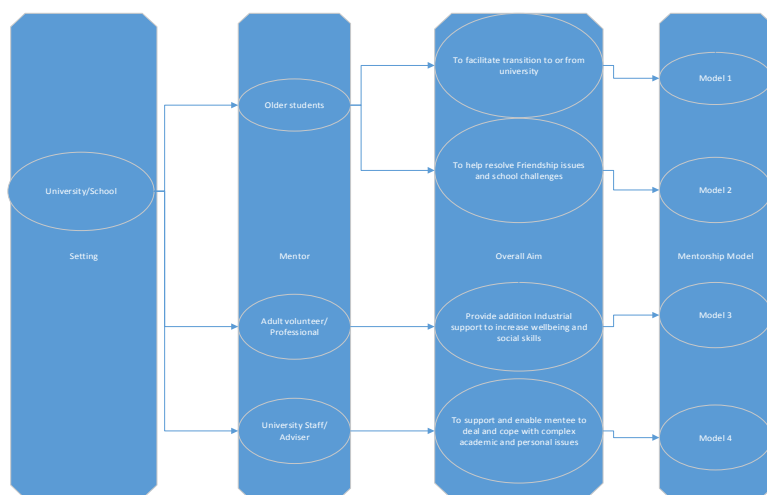 University/School
Setting
Older students
Mentor
Adult volunteer/
Professional
University Staff/
Adviser
To facilitate transition to or from
university
To help resolve Friendship issues
and school challenges
Overall Aim
Provide addition Industrial
support to increase wellbeing and
social skills
To support and enable mentee to
deal and cope with complex
academic and personal issues
Model 1
Model 2
Mentorship Model
Model 3
Model 4